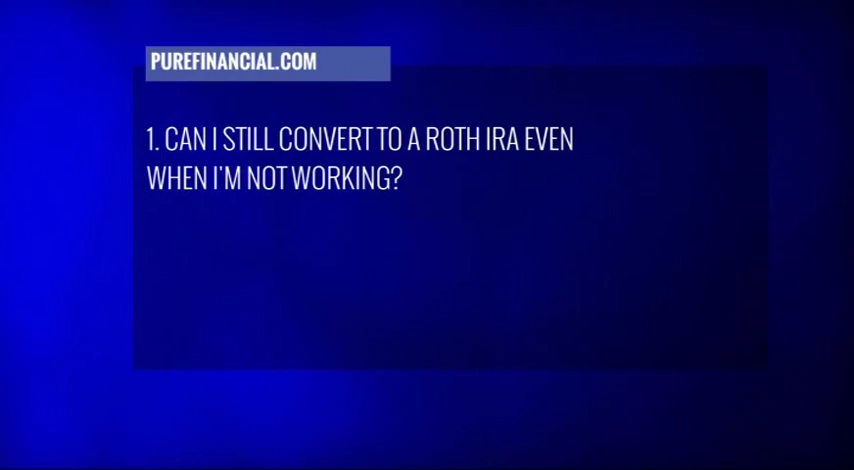 PUREFINANCIAL.COM
1. CAN I STILL CONVERT TO A ROTH IRA EVEN
WHEN I'M NOT WORKING?